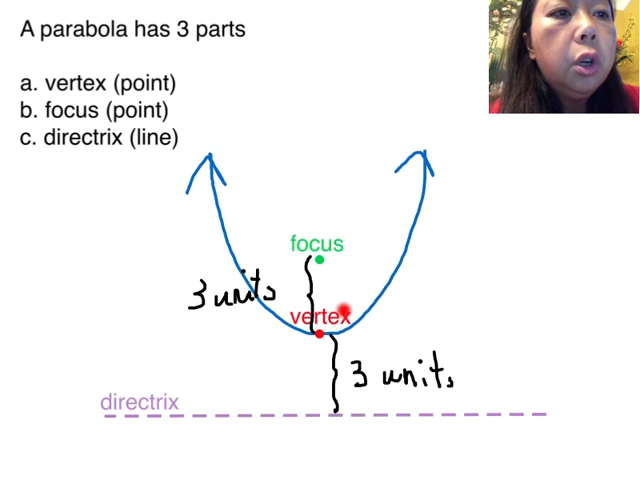 A parabola has 3 parts
a. vertex (point)
b. focus (point)
c. directrix (line)
focus
3 units
vertex
3 units
directrix